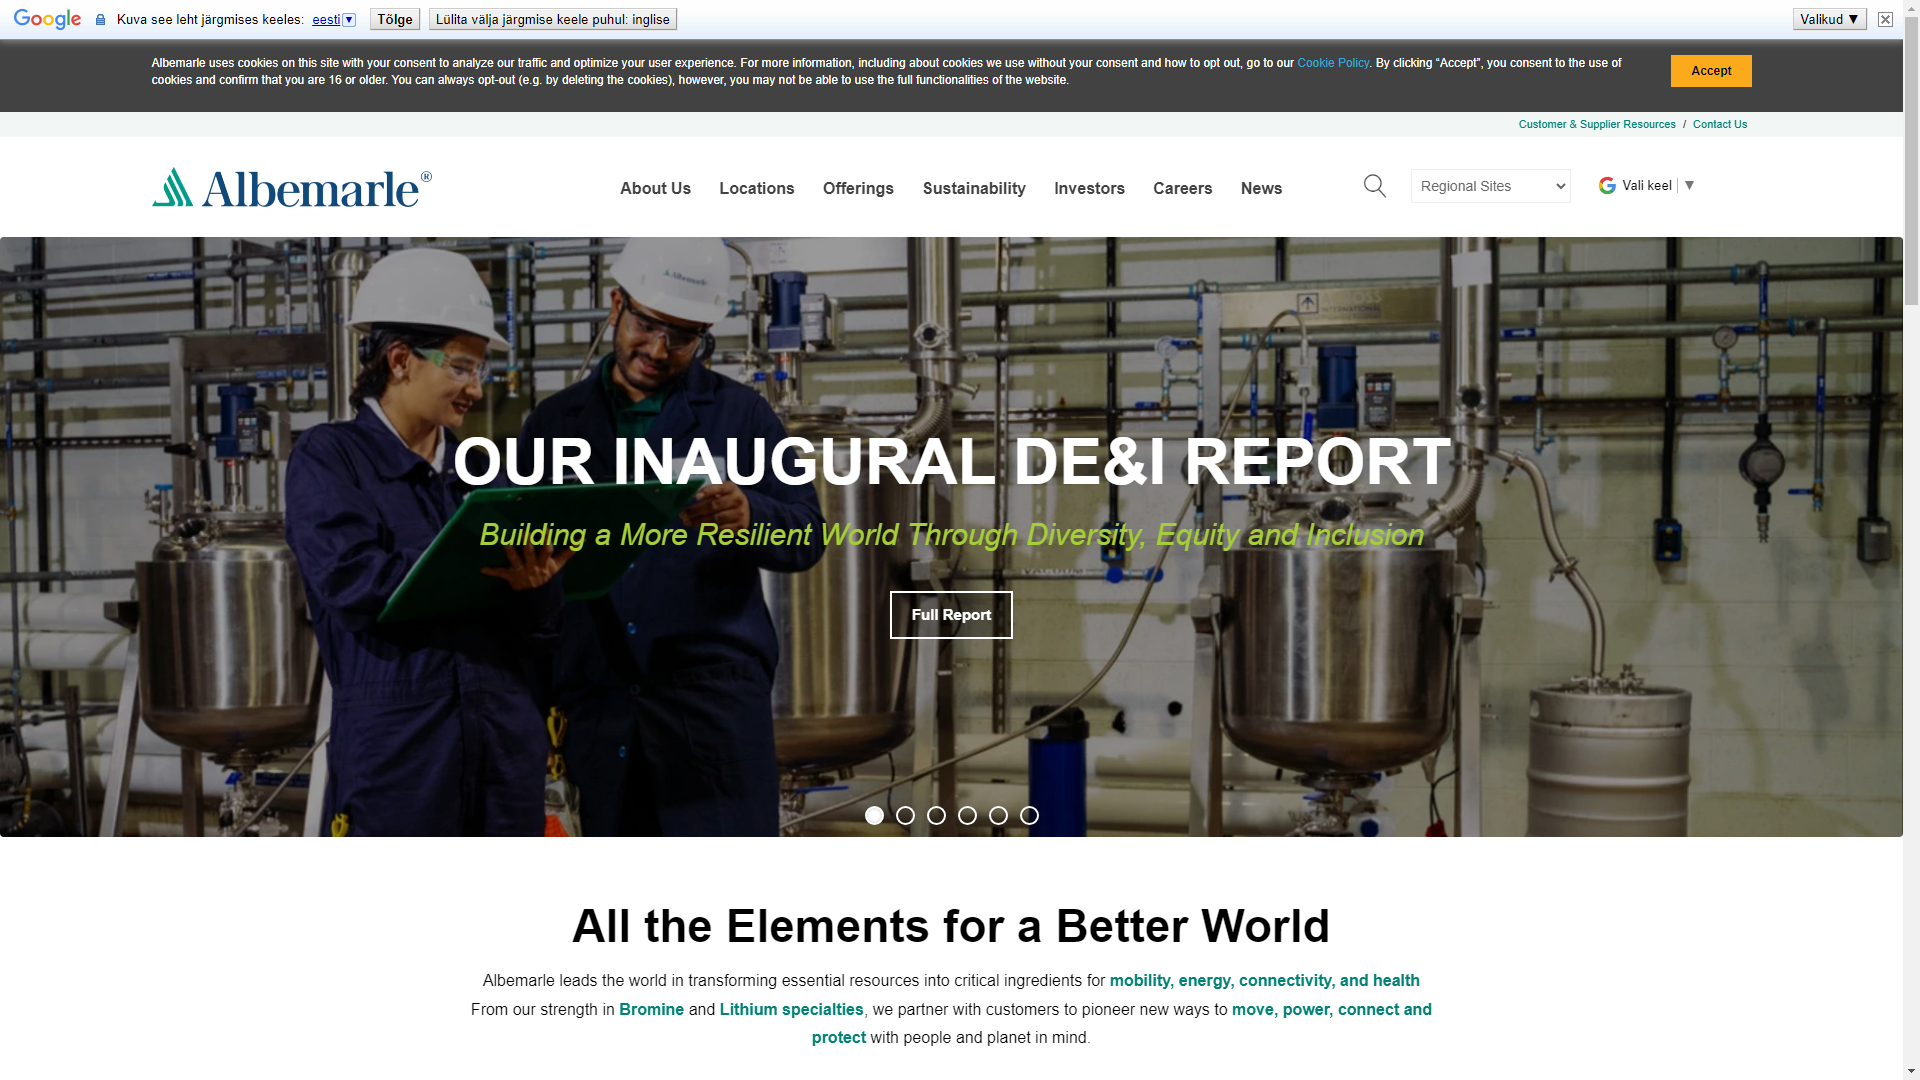 Google Kuva see leht järgmises keeles: eesti ▼ Tõlge Lülita välja järgmise keele puhul: inglise Valikud ▼
Albemarle uses cookies on this site with your consent to analyze our traffic and optimize your user experience. For more information, including about cookies we use without your consent and how to opt out, go to our Cookie Policy. By clicking “Accept”, you consent to the use of
cookies and confirm that you are 16 or older. You can always opt-out (e.g. by deleting the cookies), however, you may not be able to use the full functionalities of the website.
Accept
Customer & Supplier Resources / Contact Us
Albemarle®
About Us Locations Offerings Sustainability Investors Careers News
Regional Sites
Vali keel ▼
Albemarle
INTERNATIONAL
OUR INAUGURAL DE&I REPORT
Building a More Resilient World Through Diversity, Equity and Inclusion
VACUUM
Full Report
All the Elements for a Better World
Albemarle leads the world in transforming essential resources into critical ingredients for mobility, energy, connectivity, and health
From our strength in Bromine and Lithium specialties, we partner with customers to pioneer new ways to move, power, connect and
protect with people and planet in mind.